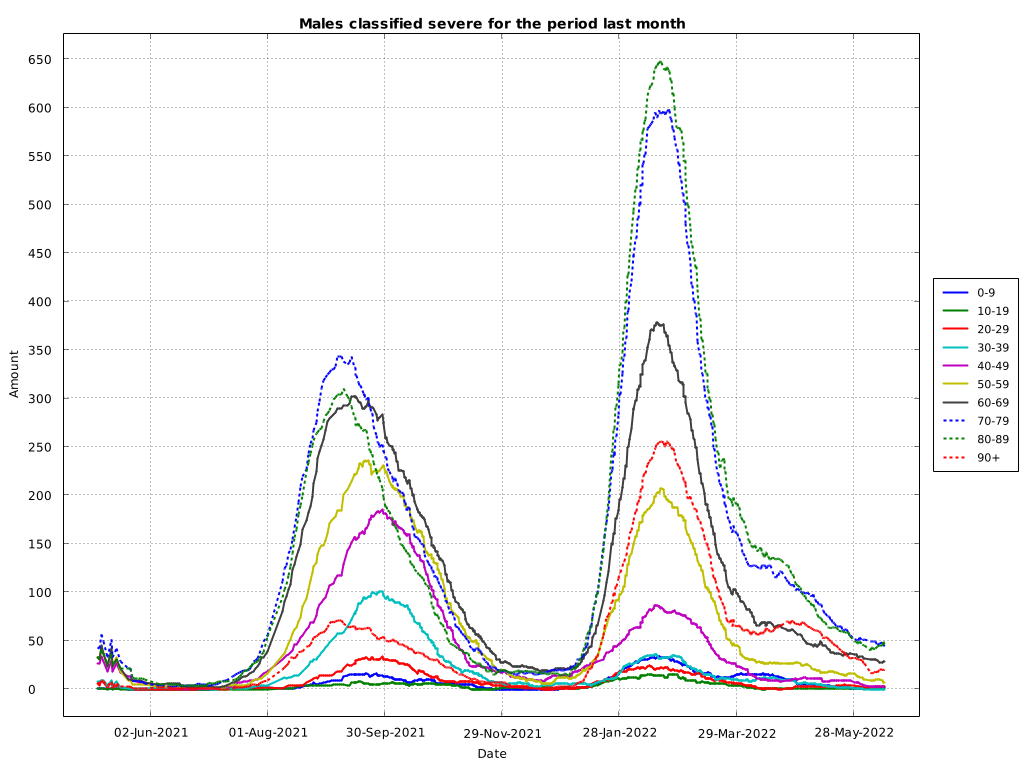 Males classified severe for the period last month
650
600
550
500
450
400
350
300
250
200
150
100
50
0
Amount
02-Jun-2021
01-Aug-2021
30-Sep-2021
29-Nov-2021
28-Jan-2022
29-Mar-2022
28-May-2022
Date
0-9
10-19
20-29
30-39
40-49
50-59
60-69
70-79
80-89
90+